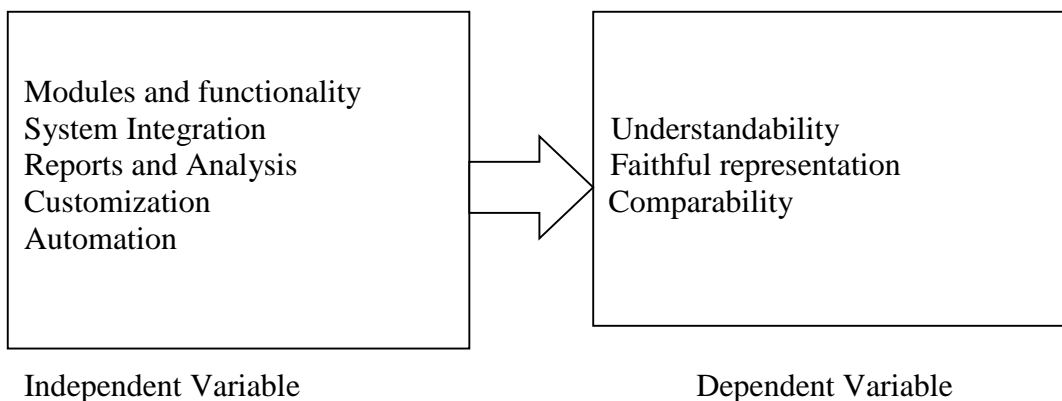 Modules and functionality
System Integration
Reports and Analysis
Customization
Automation
Understandability
Faithful representation
Comparability
Independent Variable
Dependent Variable